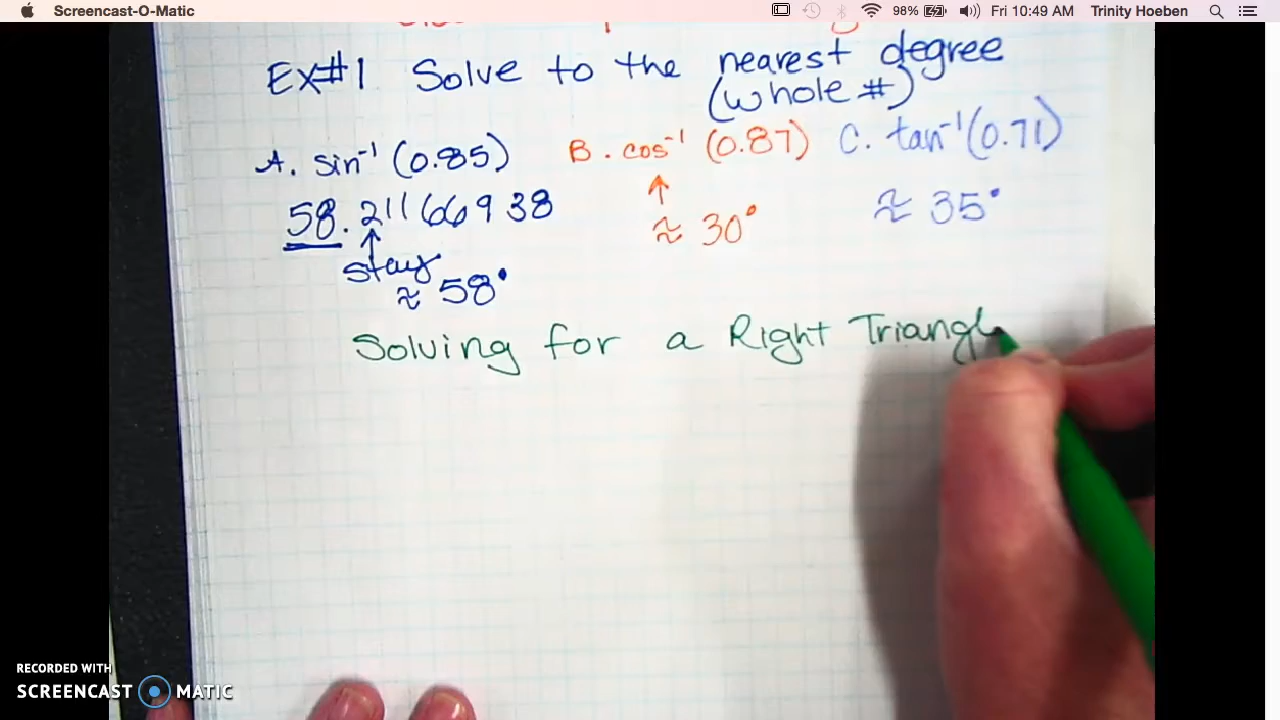 Screencast-O-Matic 98% Fri 10:49 AM Trinity Hoeben
Ex#1 Solve to the nearest degree
(whole #)
A. sin⁻¹ (0.85) B. cos⁻¹ (0.87) C. tan⁻¹(0.71)
58.21166938 ≈ 30° ≈ 35°
stay
≈ 58°
Solving for a Right Triangl
RECORDED WITH
SCREENCAST MATIC